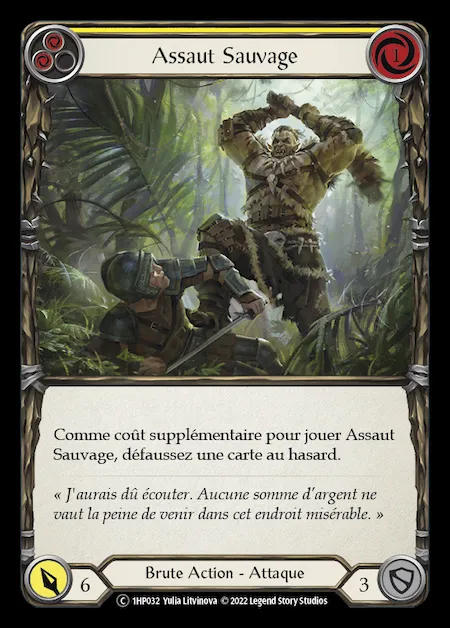 Assaut Sauvage
1
Comme coût supplémentaire pour jouer Assaut
Sauvage, défaussez une carte au hasard.
« J'aurais dû écouter. Aucune somme d'argent ne
vaut la peine de venir dans cet endroit misérable. »
6
Brute Action - Attaque
3
C 1HP032 Yulia Litvinova © 2022 Legend Story Studios